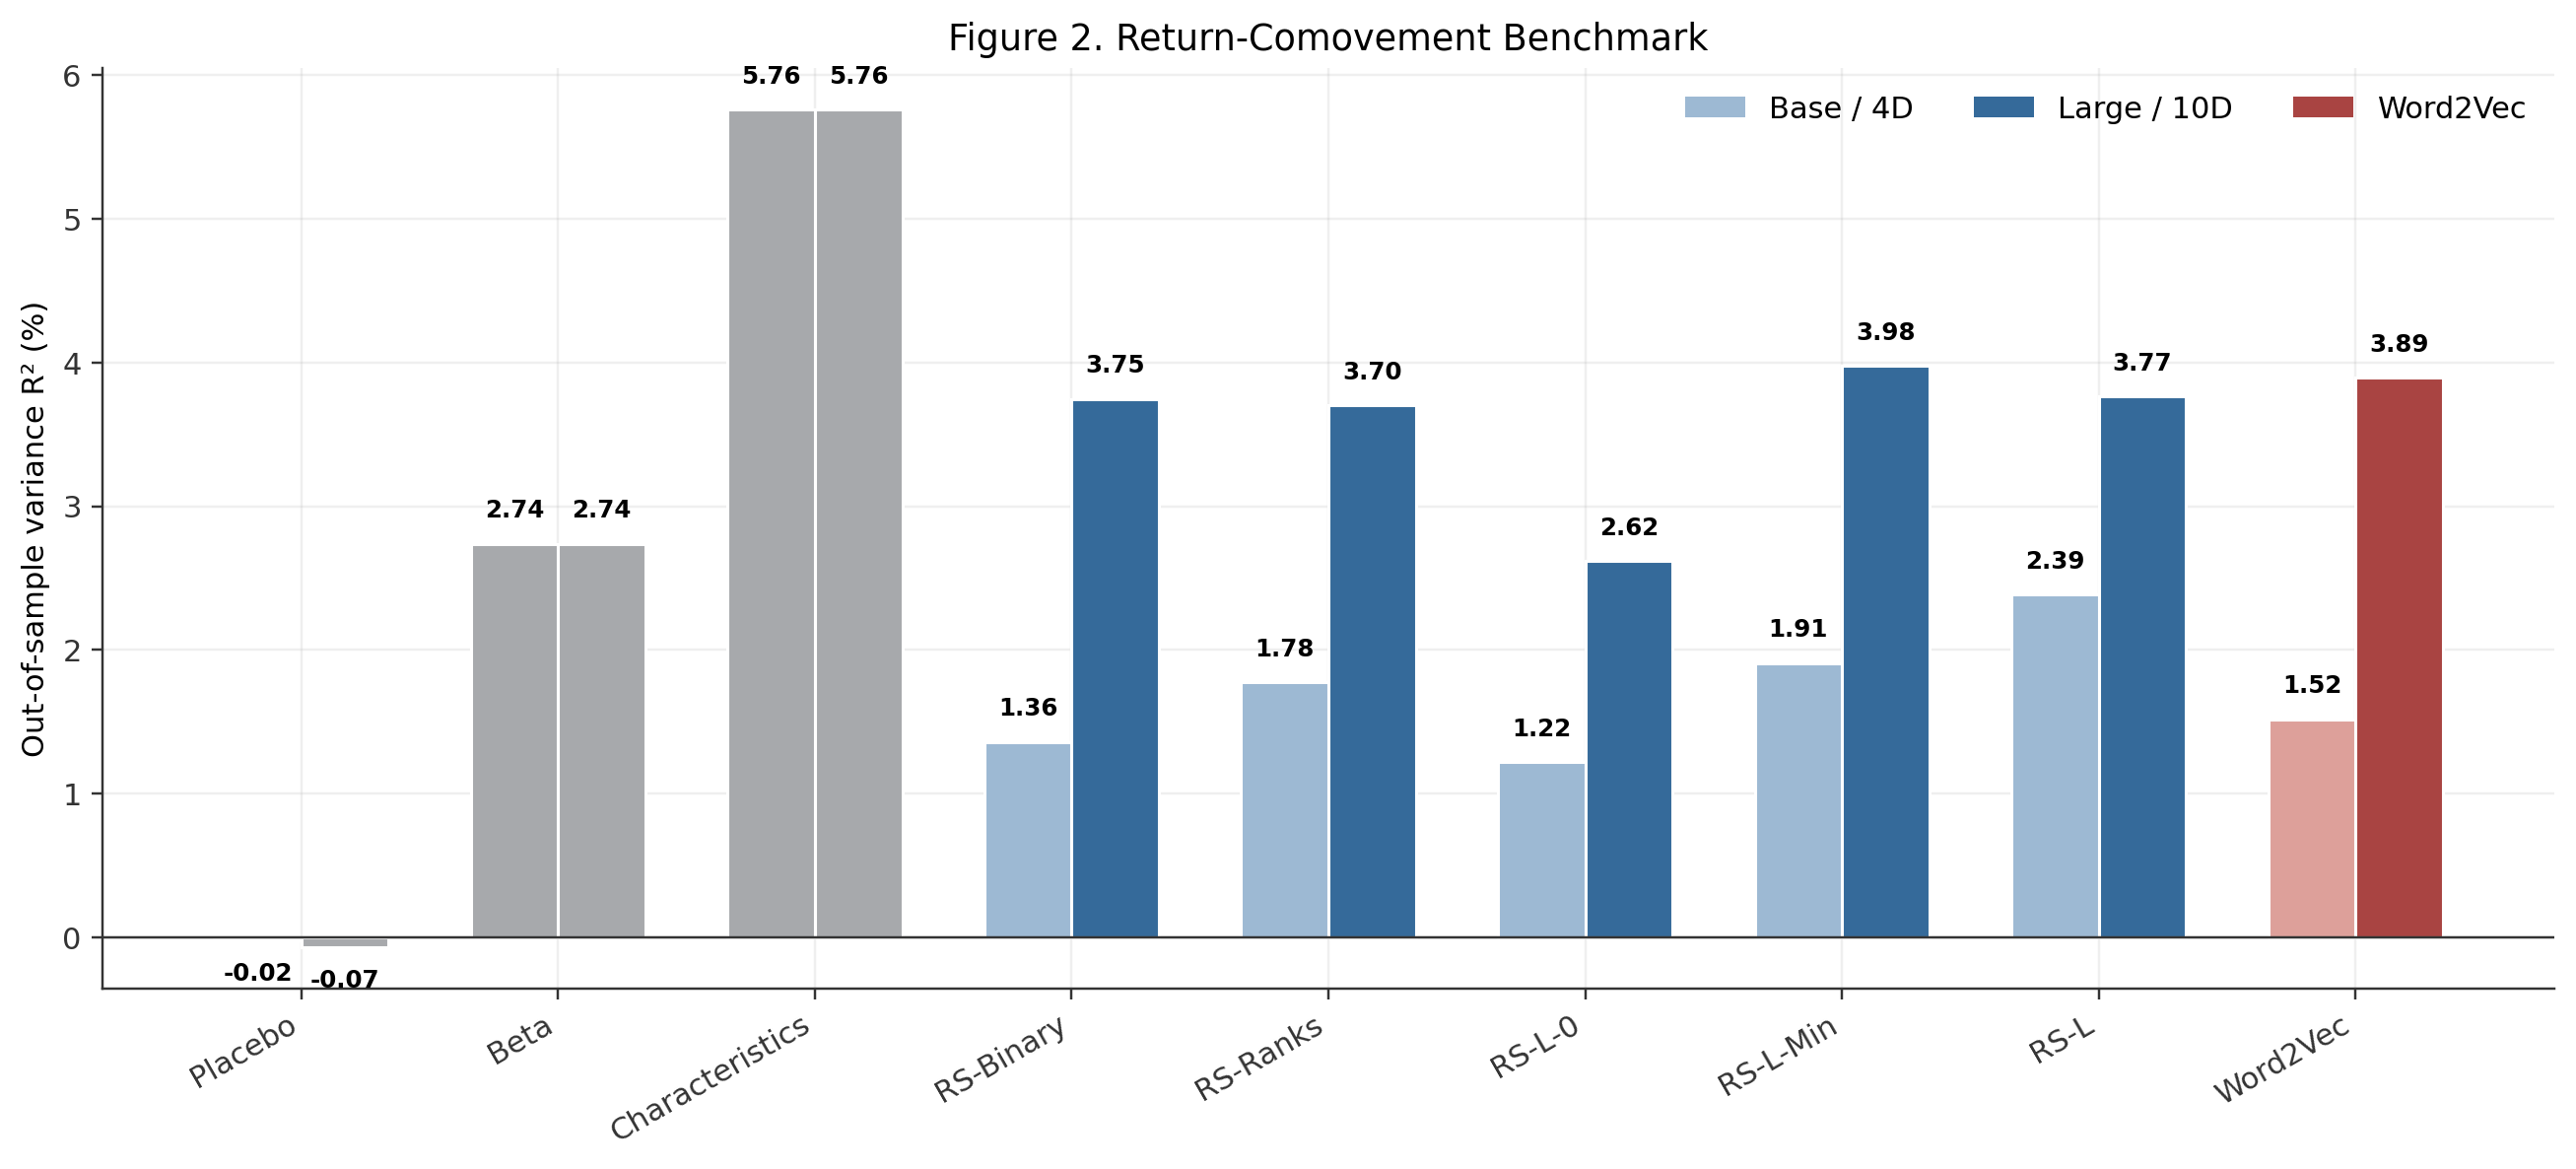 Figure 2. Return-Comovement Benchmark
Base / 4D
Large / 10D
Word2Vec
Out-of-sample variance R² (%)
6
5
4
3
2
1
0
-0.02
-0.07
2.74
2.74
5.76
5.76
1.36
3.75
1.78
3.70
1.22
2.62
1.91
3.98
2.39
3.77
1.52
3.89
Placebo
Beta
Characteristics
RS-Binary
RS-Ranks
RS-L-0
RS-L-Min
RS-L
Word2Vec